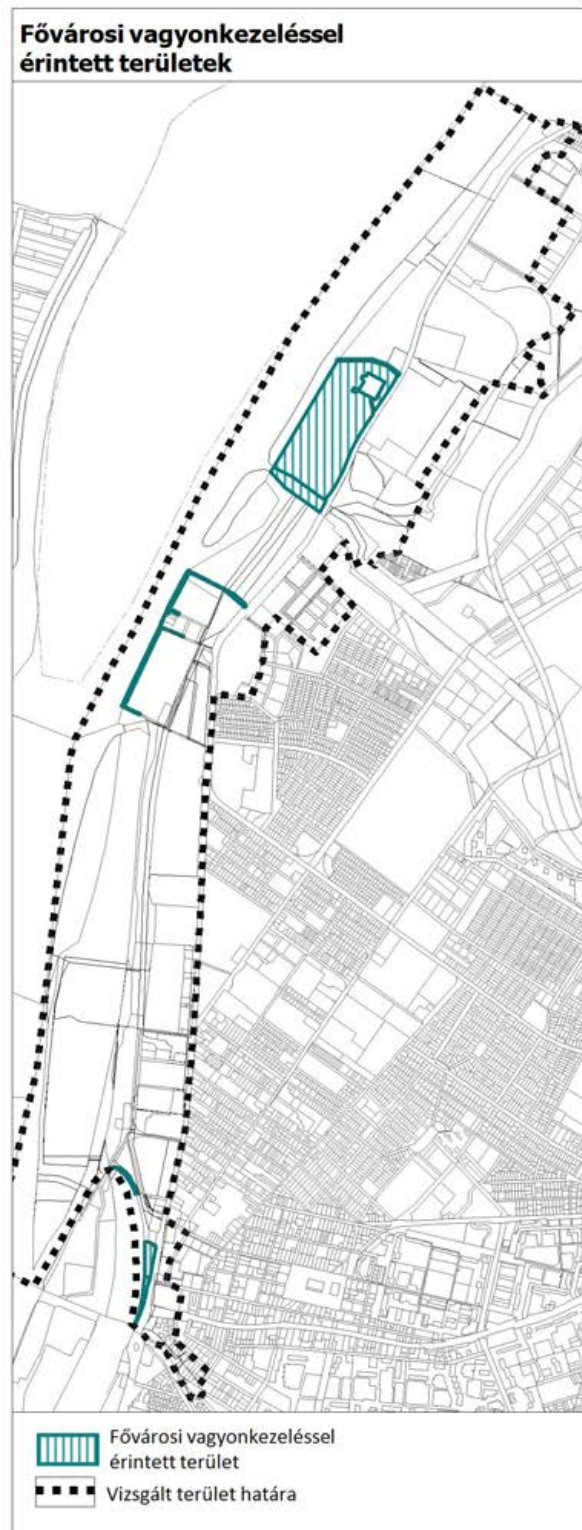 Fővárosi vagyonkezeléssel
érintett területek
Fővárosi vagyonkezeléssel
érintett terület
Vizsgált terület határa